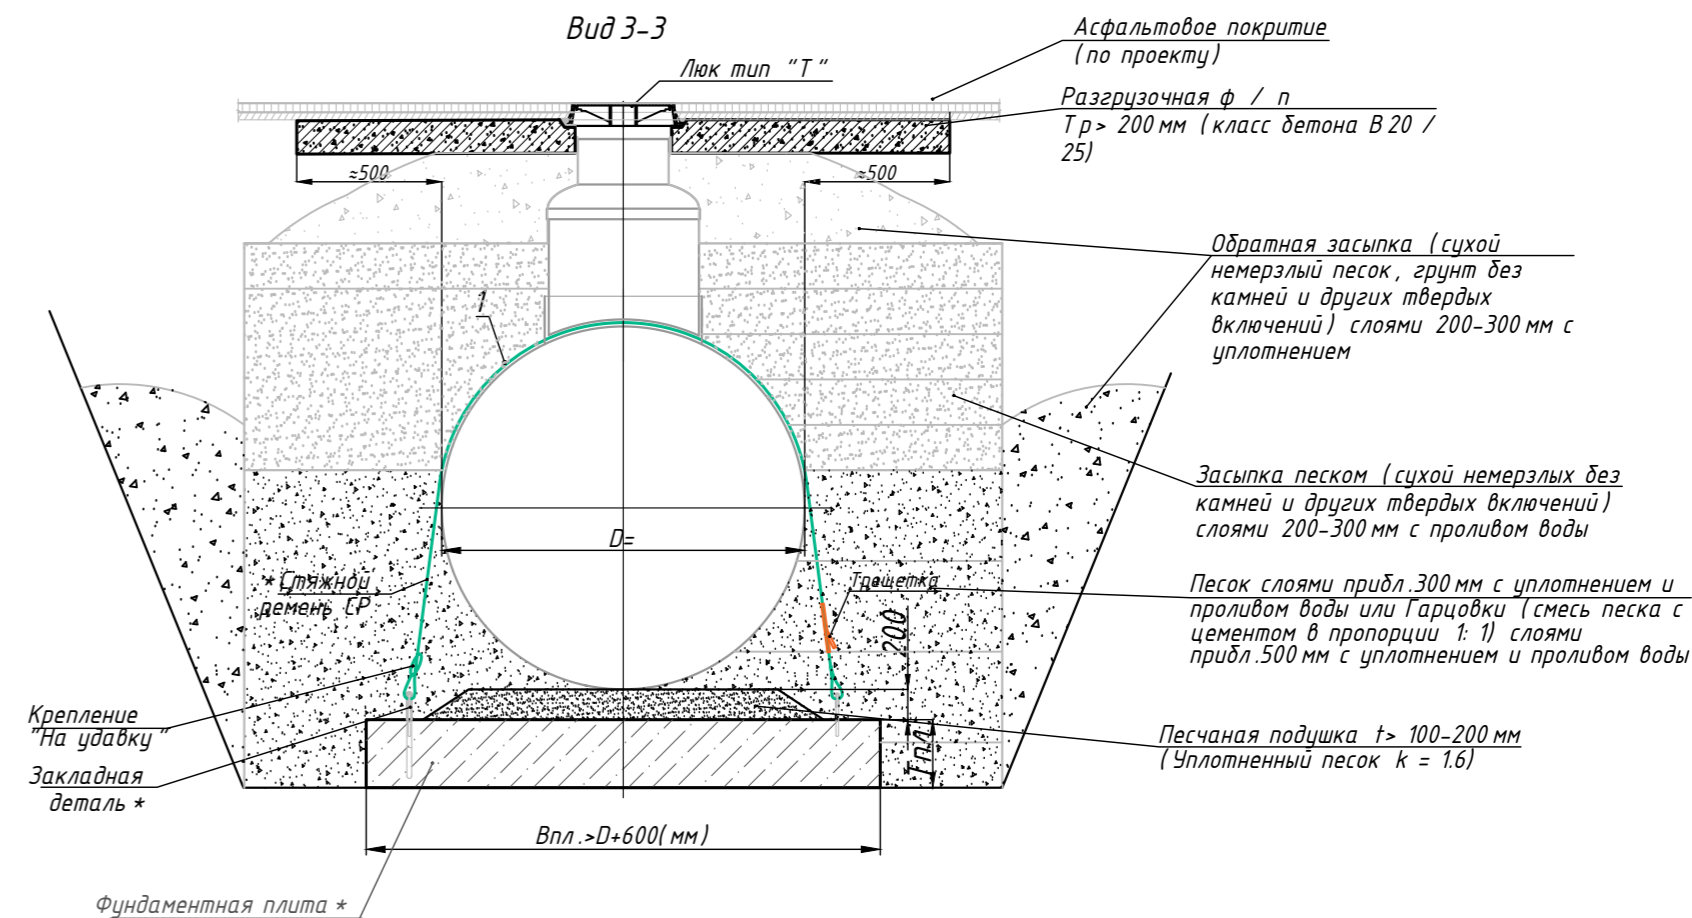 Вид 3-3
Асфальтовое покритие
(по проекту)
Люк тип "Т"
Разгрузочная ф / п
Тр> 200 мм (класс бетона В 20 /
25)
≈500
≈500
Обратная засыпка (сухой
немерзлый песок, грунт без
камней и других твердых
включений) слоями 200-300 мм с
уплотнением
1
Засыпка песком (сухой немерзлых без
камней и других твердых включений)
слоями 200-300 мм с проливом воды
D=
* Стяжной
ремень СР
Трещетка
Песок слоями прибл.300 мм с уплотнением и
проливом воды или Гарцовки (смесь песка с
цементом в пропорции 1: 1) слоями
прибл.500 мм с уплотнением и проливом воды
200
Крепление
"На удавку"
Песчаная подушка t> 100-200 мм
(Уплотненный песок k = 1.6)
Тпл.
Закладная
деталь *
Впл.>D+600(мм)
Фундаментная плита *